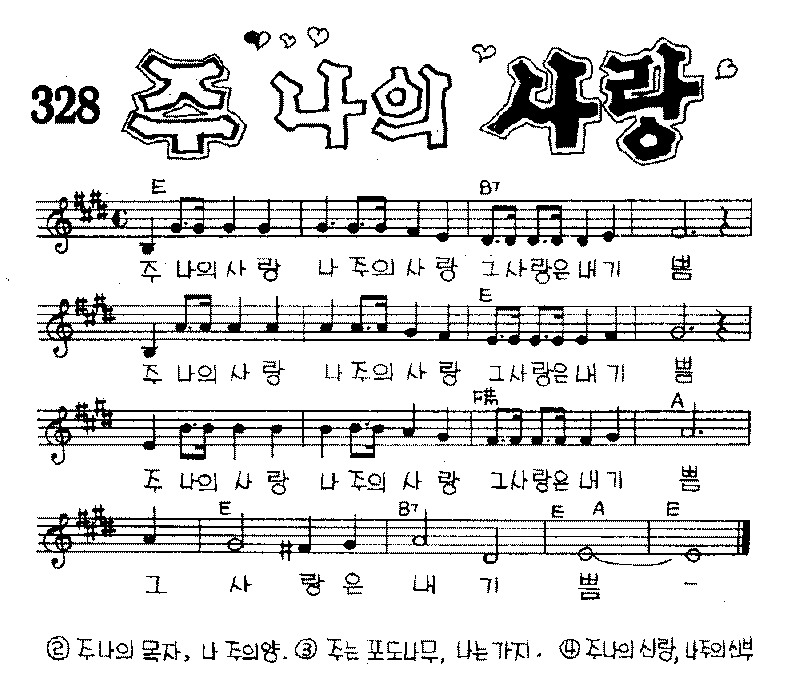 328 주 나의 사랑
E B7
주 나의 사 랑 나 주의 사 랑 그사랑은내기 쁨
E
주 나의 사 랑 나 주의 사 랑 그사랑은내기 쁨
F# A
주 나의 사 랑 나 주의 사 랑 그사랑은내기 쁨
E B7 E A E
그 사 랑 은 내 기 쁨 -
② 주나의 목자, 나 주의양. ③ 주는 포도나무, 나는가지. ④ 주나의신랑, 나주의신부